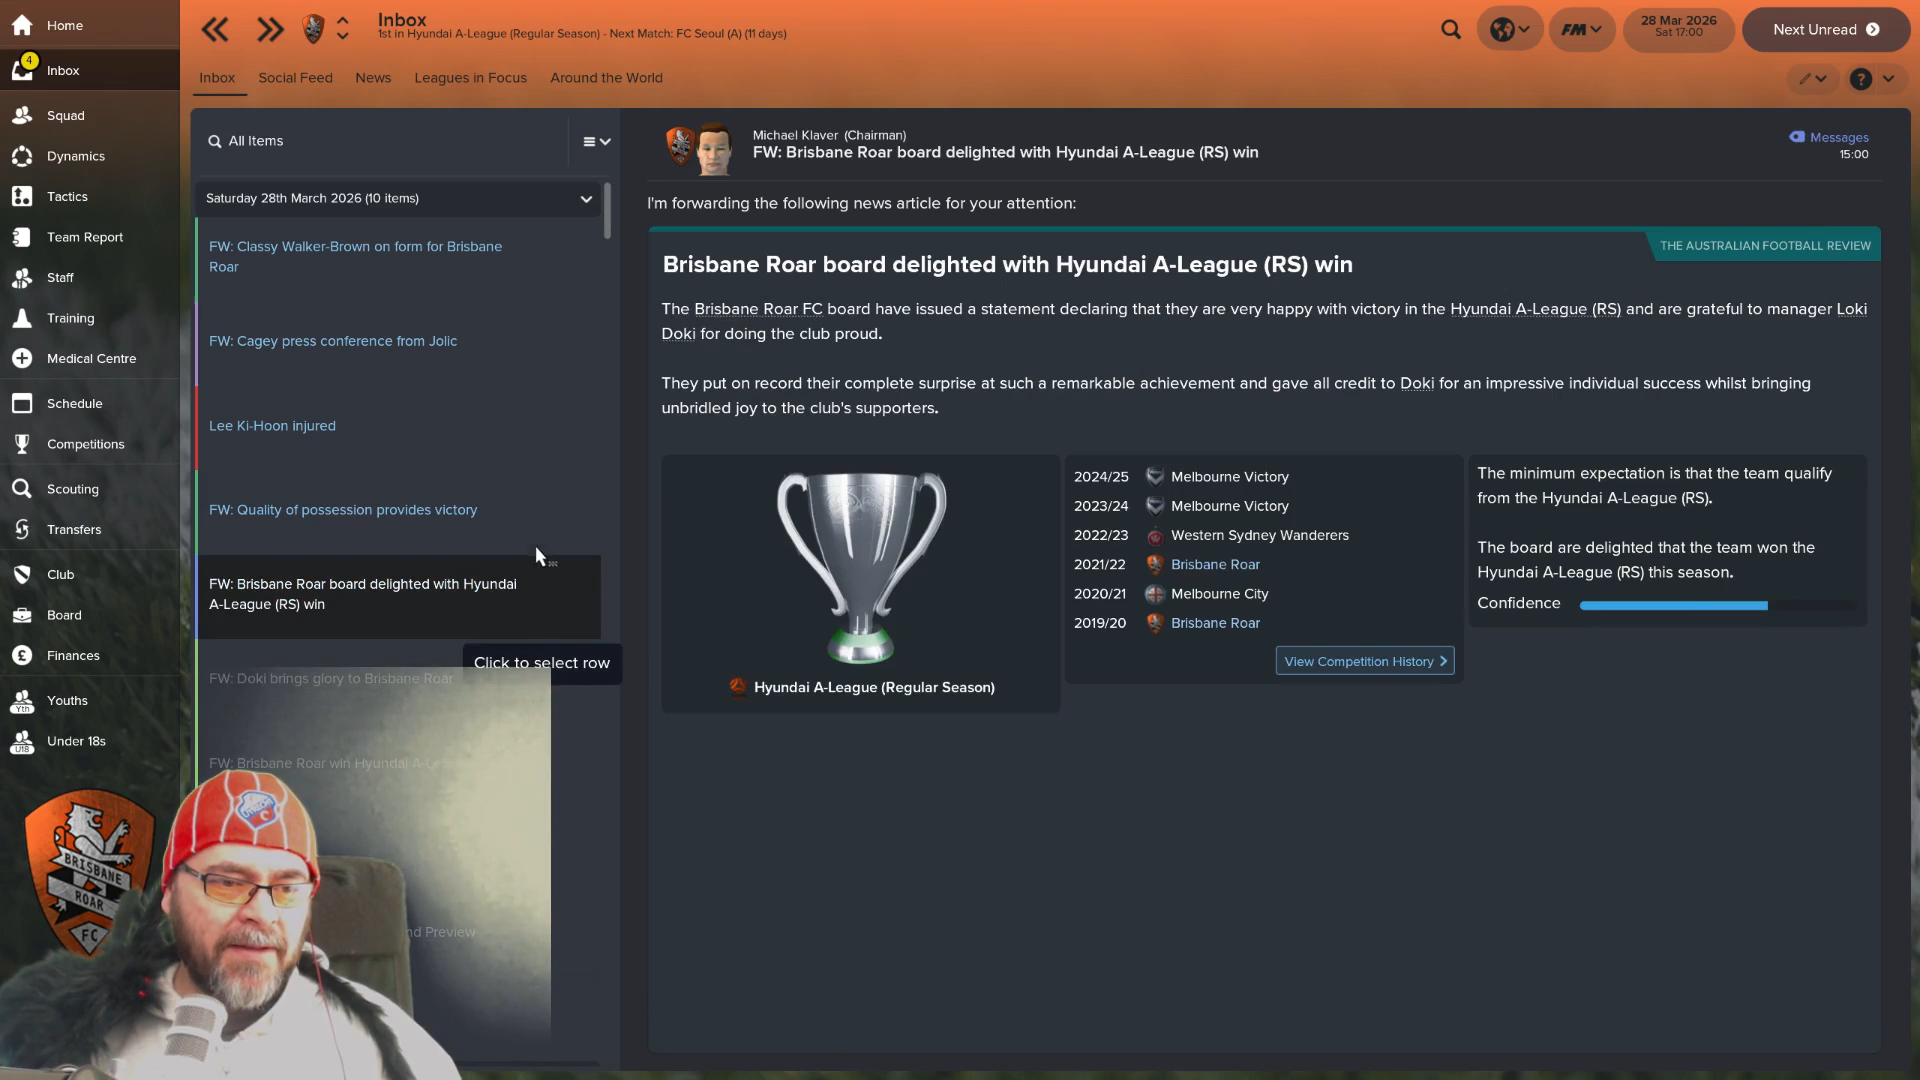 Home
4
Inbox
Squad
Dynamics
Tactics
Team Report
Staff
Training
Medical Centre
Schedule
Competitions
Scouting
Transfers
Club
Board
Finances
Yth
Youths
U18
Under 18s
BRISBANE
ROAR
FC
Inbox
1st in Hyundai A-League (Regular Season) - Next Match: FC Seoul (A) (11 days)
FM
28 Mar 2026
Sat 17:00
Next Unread
Inbox
Social Feed
News
Leagues in Focus
Around the World
?
All Items
Saturday 28th March 2026 (10 items)
FW: Classy Walker-Brown on form for Brisbane
Roar
FW: Cagey press conference from Jolic
Lee Ki-Hoon injured
FW: Quality of possession provides victory
FW: Brisbane Roar board delighted with Hyundai
A-League (RS) win
Click to select row
FW: Doki brings glory to Brisbane Roar
FW: Brisbane Roar win Hyundai A-Le
nd Preview
UTRECHT
Michael Klaver (Chairman)
FW: Brisbane Roar board delighted with Hyundai A-League (RS) win
Messages
15:00
I'm forwarding the following news article for your attention:
THE AUSTRALIAN FOOTBALL REVIEW
Brisbane Roar board delighted with Hyundai A-League (RS) win
The Brisbane Roar FC board have issued a statement declaring that they are very happy with victory in the Hyundai A-League (RS) and are grateful to manager Loki
Doki for doing the club proud.
They put on record their complete surprise at such a remarkable achievement and gave all credit to Doki for an impressive individual success whilst bringing
unbridled joy to the club's supporters.
Hyundai A-League (Regular Season)
2024/25 Melbourne Victory
2023/24 Melbourne Victory
2022/23 Western Sydney Wanderers
2021/22 Brisbane Roar
2020/21 Melbourne City
2019/20 Brisbane Roar
View Competition History
The minimum expectation is that the team qualify
from the Hyundai A-League (RS).
The board are delighted that the team won the
Hyundai A-League (RS) this season.
Confidence